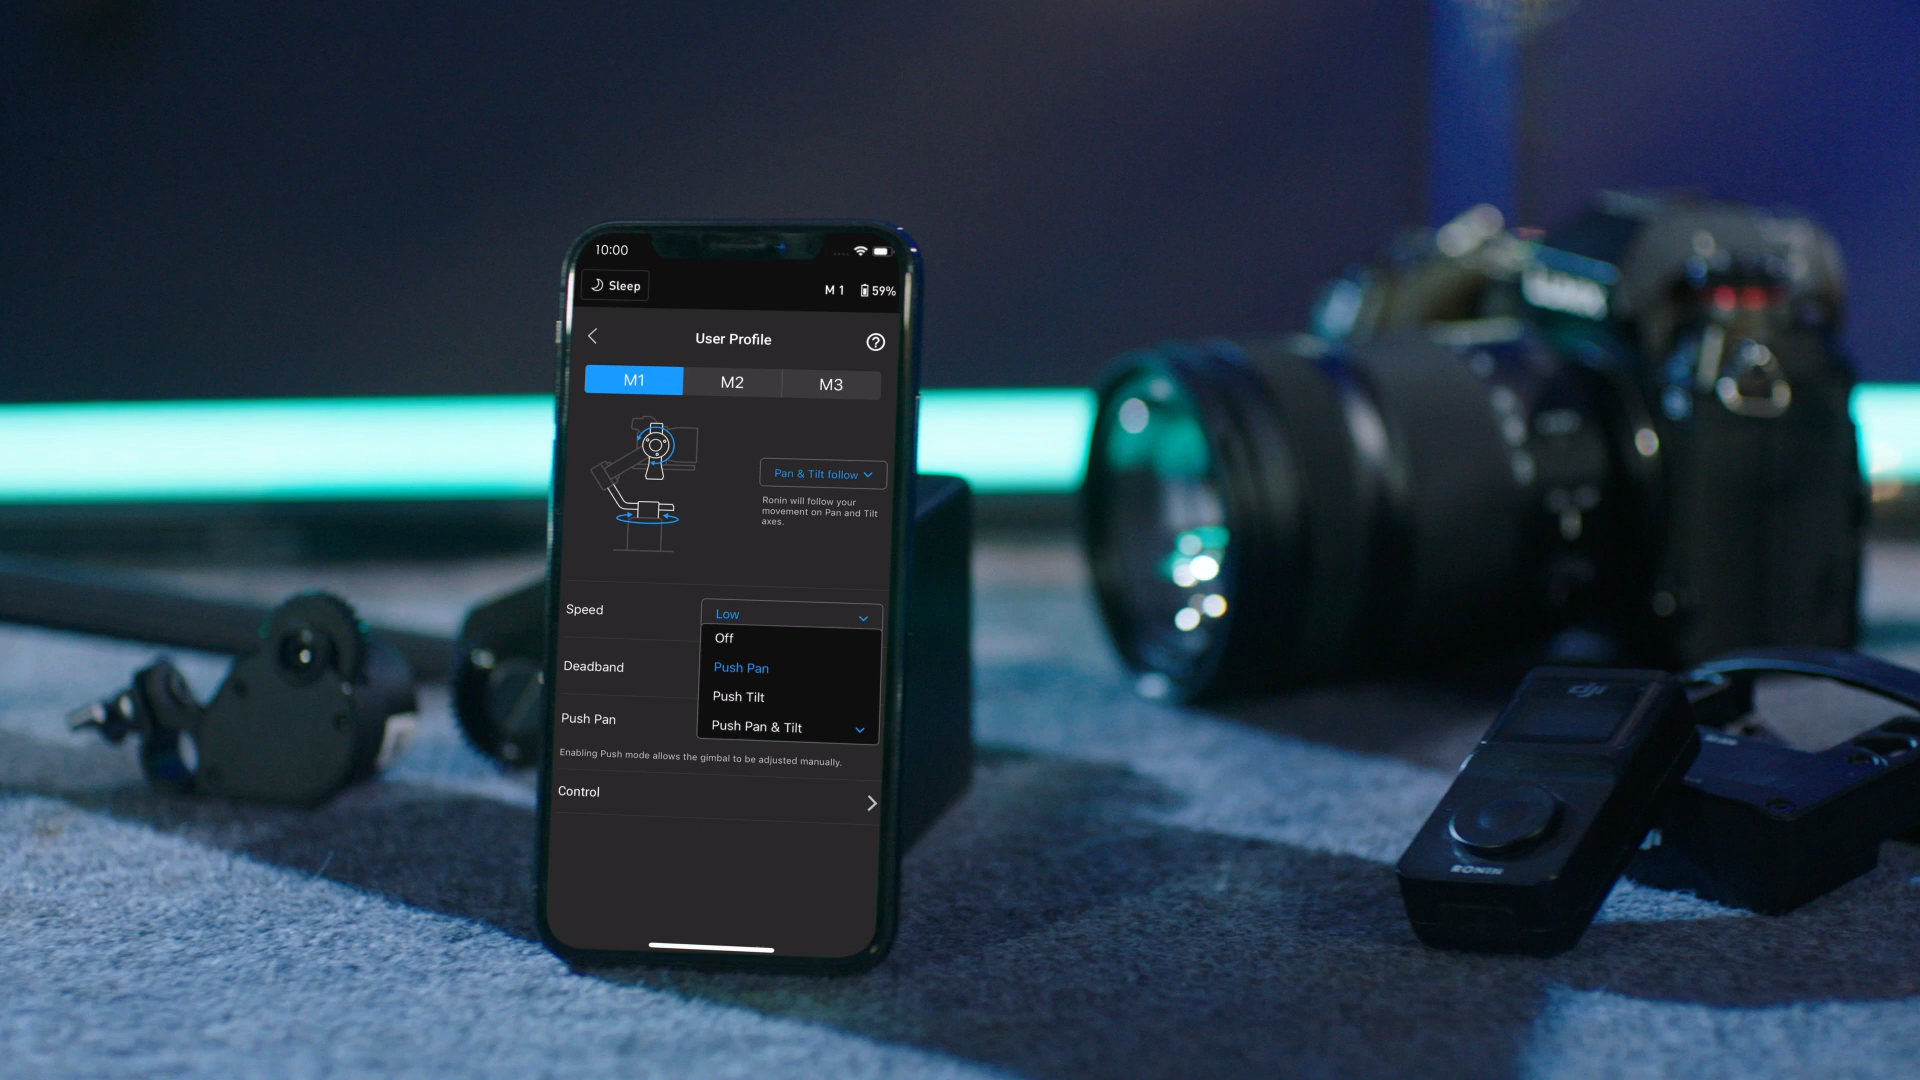 10:00
Sleep
M 1 59%
User Profile
M1 M2 M3
Pan & Tilt follow
Ronin will follow your
movement on Pan and Tilt
axes.
Speed
Low
Off
Deadband
Push Pan
Push Tilt
Push Pan
Push Pan & Tilt
Enabling Push mode allows the gimbal to be adjusted manually.
Control
dji
RONIN